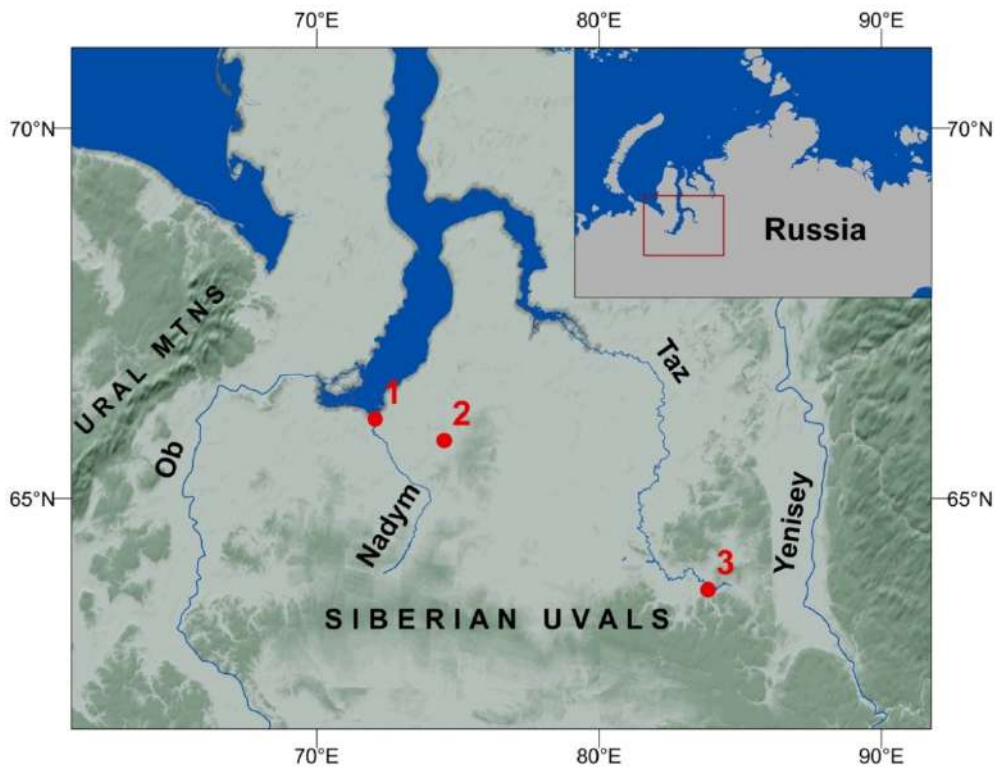 70°E 80°E 90°E
70°N 70°N
Russia
URAL MTNS
Taz
1
2
Ob
65°N 65°N
Nadym
Yenisey
3
SIBERIAN UVALS
70°E 80°E 90°E